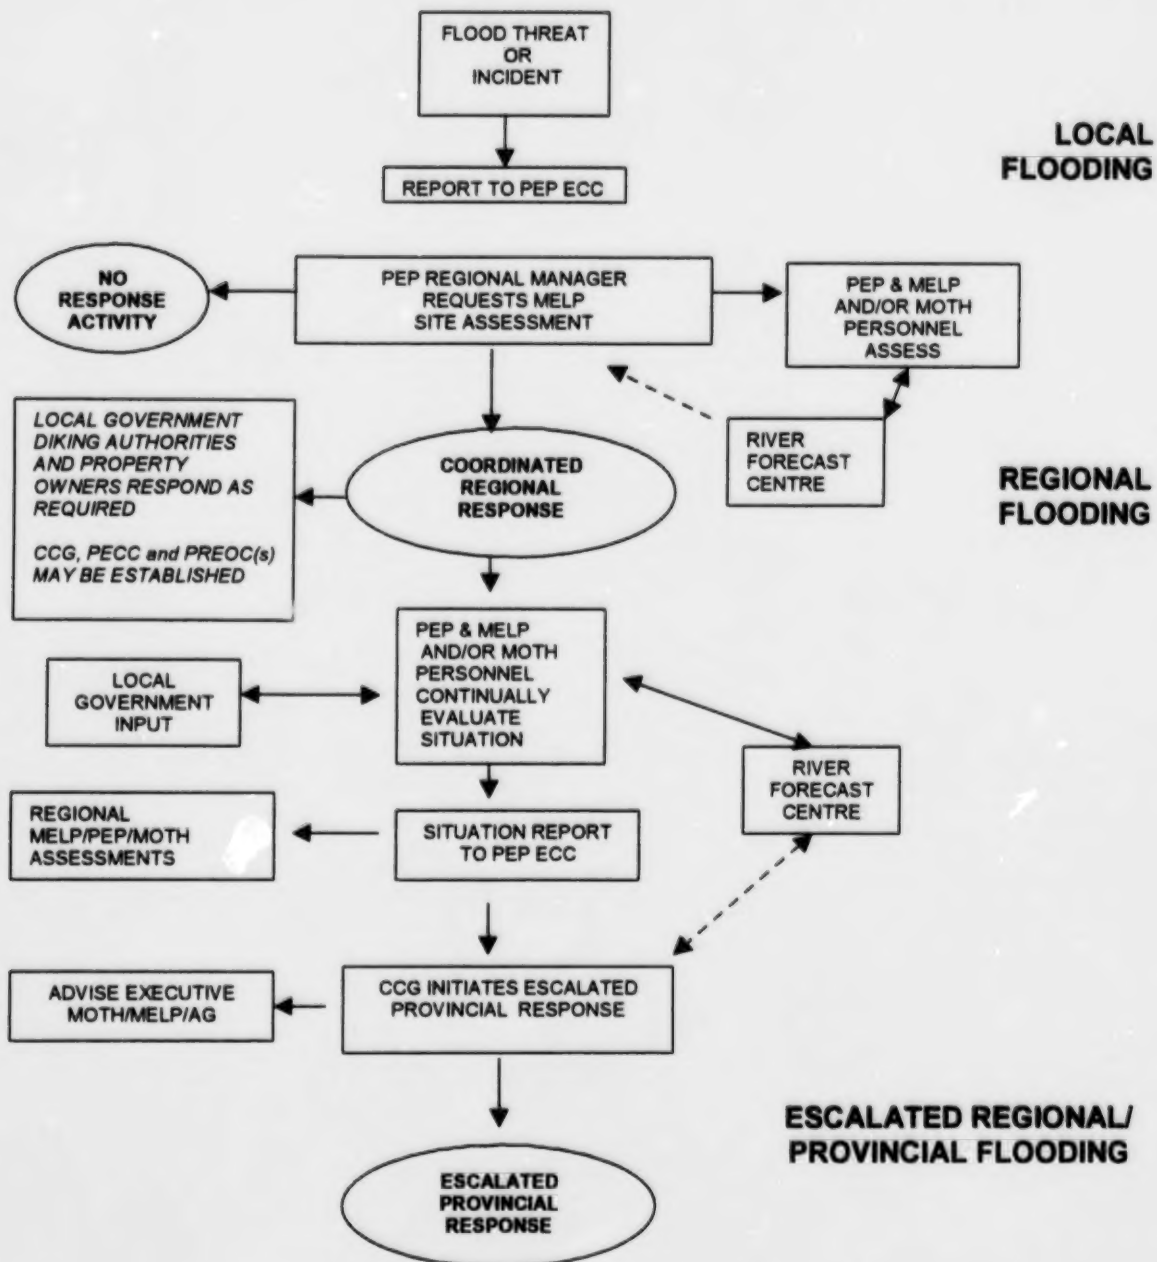 FLOOD THREAT
OR
INCIDENT
LOCAL
FLOODING
REPORT TO PEP ECC
NO
RESPONSE
ACTIVITY
PEP REGIONAL MANAGER
REQUESTS MELP
SITE ASSESSMENT
PEP & MELP
AND/OR MOTH
PERSONNEL
ASSESS
LOCAL GOVERNMENT
DIKING AUTHORITIES
AND PROPERTY
OWNERS RESPOND AS
REQUIRED
CCG, PECC and PREOC(s)
MAY BE ESTABLISHED
COORDINATED
REGIONAL
RESPONSE
RIVER
FORECAST
CENTRE
REGIONAL
FLOODING
PEP & MELP
AND/OR MOTH
PERSONNEL
CONTINUALLY
EVALUATE
SITUATION
LOCAL
GOVERNMENT
INPUT
RIVER
FORECAST
CENTRE
REGIONAL
MELP/PEP/MOTH
ASSESSMENTS
SITUATION REPORT
TO PEP ECC
ADVISE EXECUTIVE
MOTH/MELP/AG
CCG INITIATES ESCALATED
PROVINCIAL RESPONSE
ESCALATED REGIONAL/
PROVINCIAL FLOODING
ESCALATED
PROVINCIAL
RESPONSE